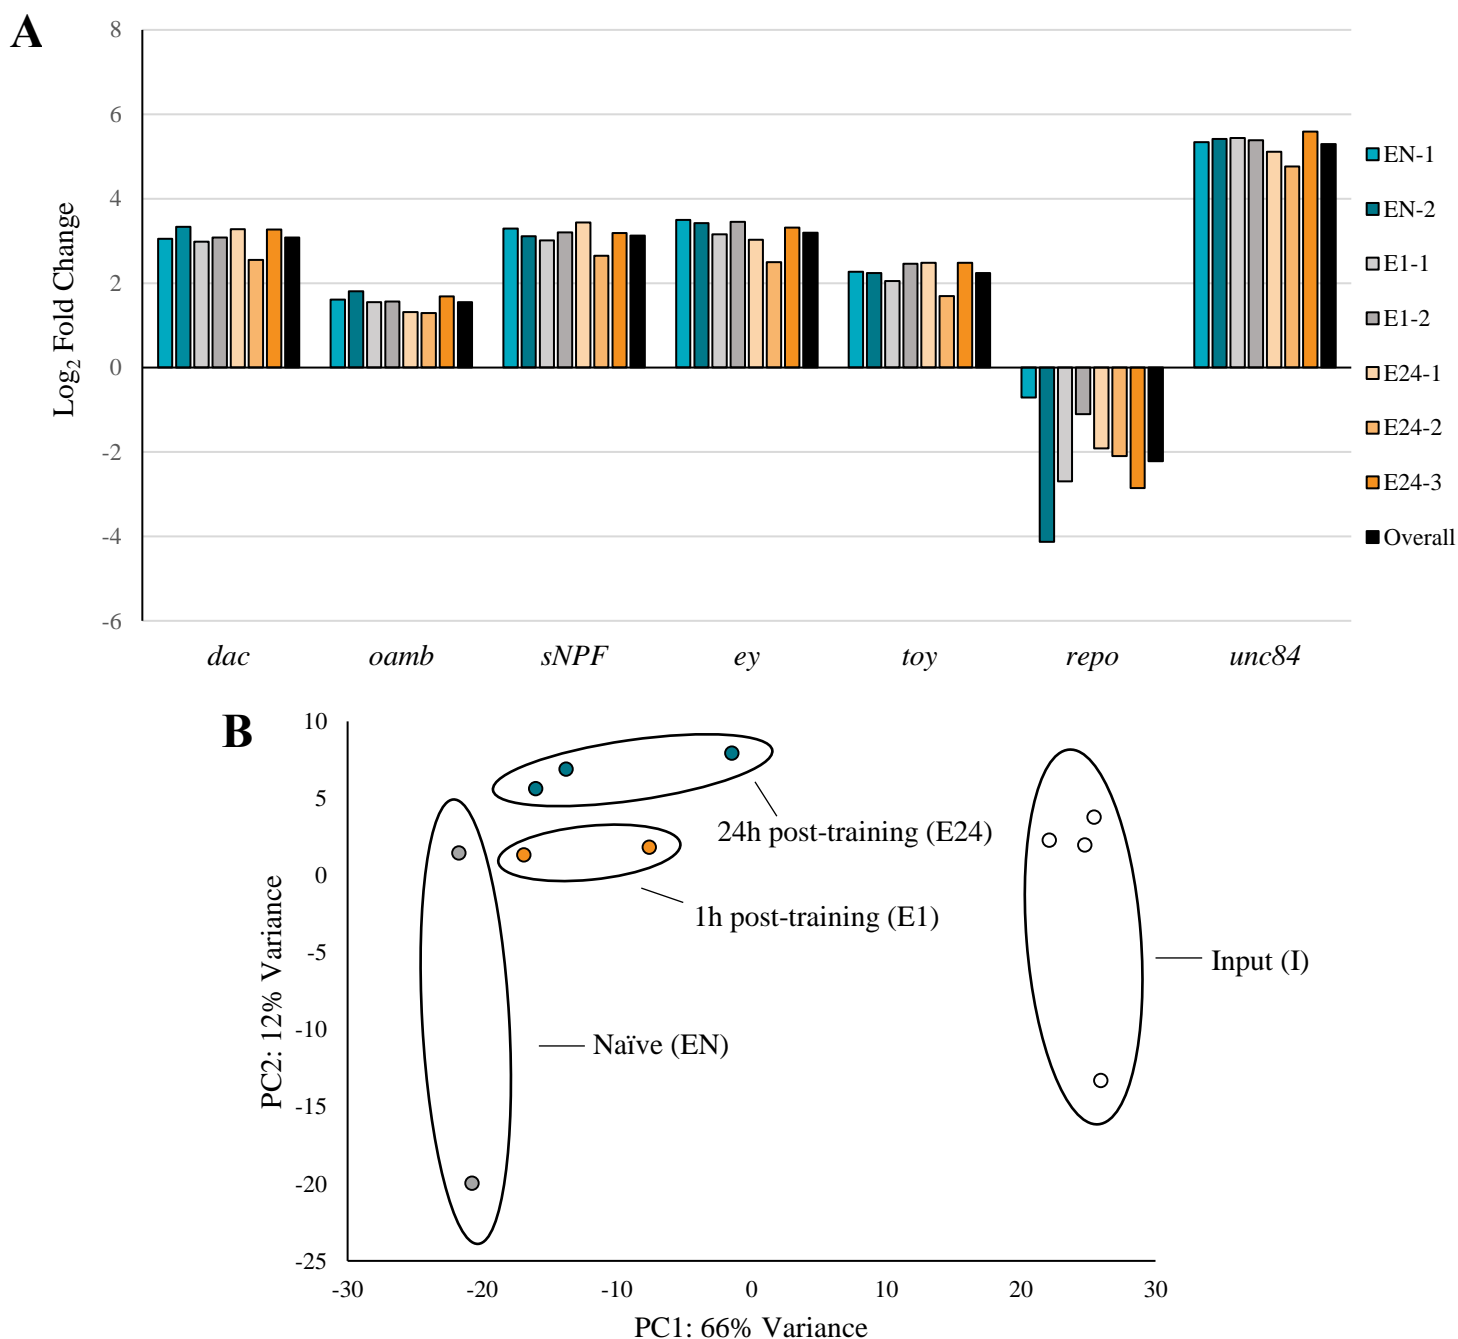 A
8
6
4
2
0
-2
-4
-6
Log2 Fold Change
dac oamb sNPF ey toy repo unc84
EN-1
EN-2
E1-1
E1-2
E24-1
E24-2
E24-3
Overall
B
10
5
0
-5
-10
-15
-20
-25
PC2: 12% Variance
24h post-training (E24)
1h post-training (E1)
Naïve (EN)
Input (I)
-30 -20 -10 0 10 20 30
PC1: 66% Variance